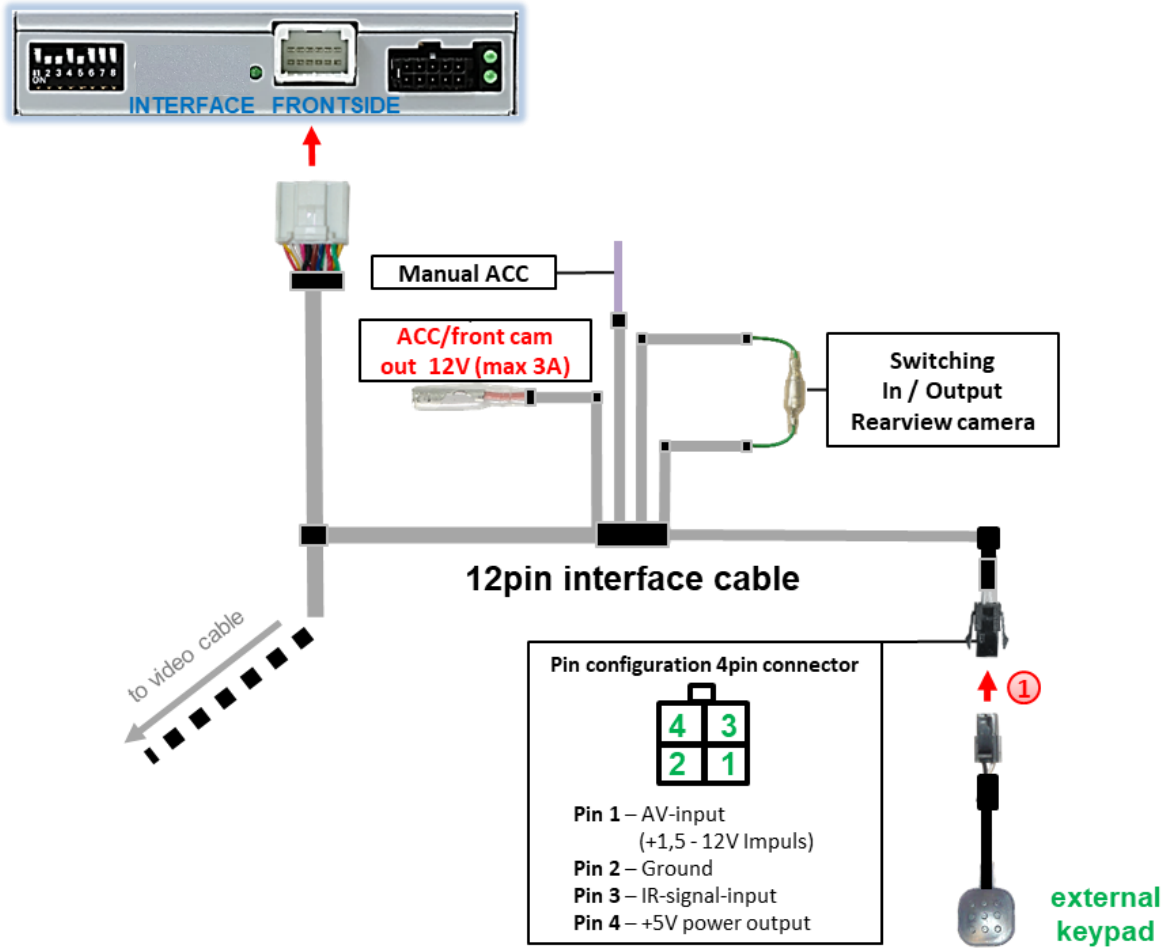 1 2 3 4 5 6 7 8
ON
INTERFACE FRONTSIDE
Manual ACC
ACC/front cam
out 12V (max 3A)
Switching
In / Output
Rearview camera
12pin interface cable
to video cable
Pin configuration 4pin connector
4 3
2 1
Pin 1 – AV-input
(+1,5 - 12V Impuls)
Pin 2 – Ground
Pin 3 – IR-signal-input
Pin 4 – +5V power output
1
external
keypad